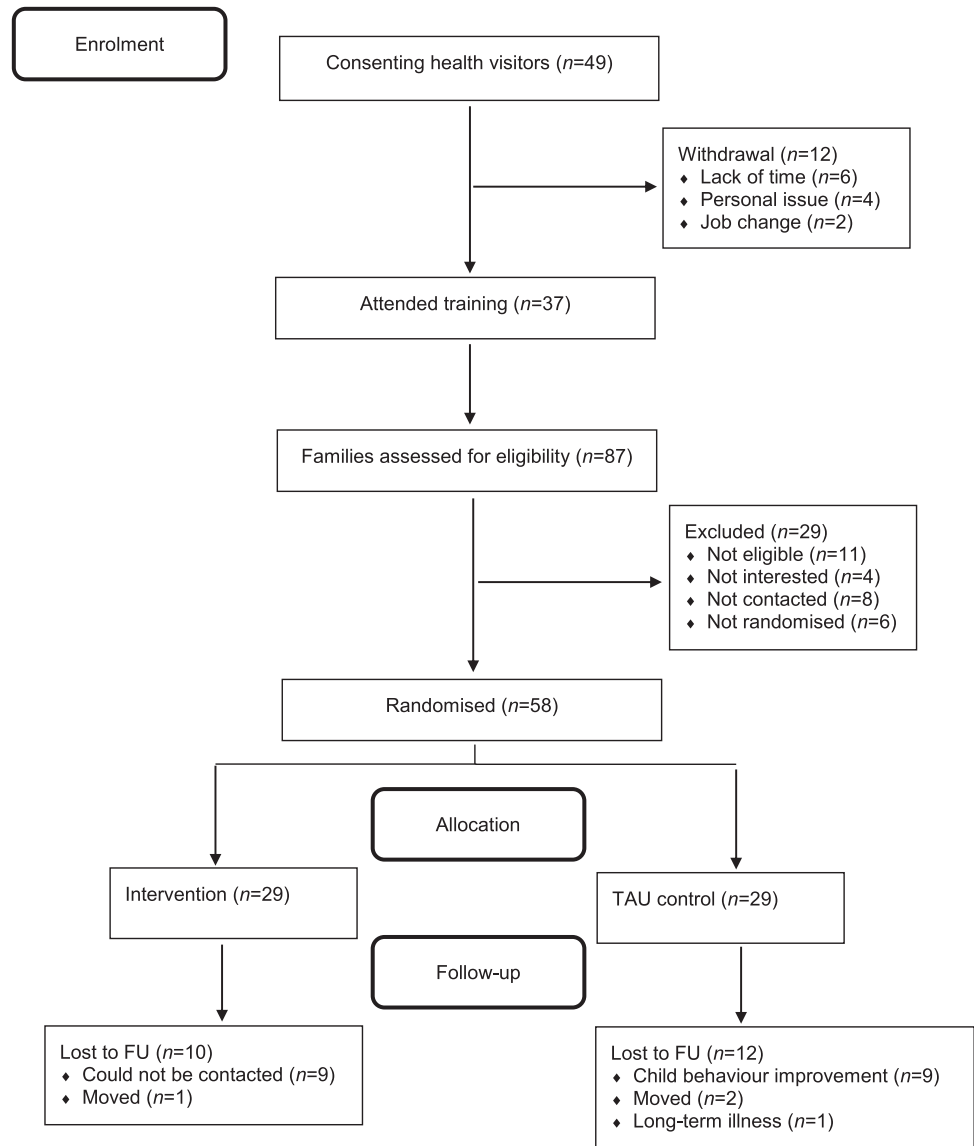 Enrolment
Consenting health visitors (n=49)
Withdrawal (n=12)
♦ Lack of time (n=6)
♦ Personal issue (n=4)
♦ Job change (n=2)
Attended training (n=37)
Families assessed for eligibility (n=87)
Excluded (n=29)
♦ Not eligible (n=11)
♦ Not interested (n=4)
♦ Not contacted (n=8)
♦ Not randomised (n=6)
Randomised (n=58)
Allocation
Intervention (n=29)
TAU control (n=29)
Follow-up
Lost to FU (n=10)
♦ Could not be contacted (n=9)
♦ Moved (n=1)
Lost to FU (n=12)
♦ Child behaviour improvement (n=9)
♦ Moved (n=2)
♦ Long-term illness (n=1)